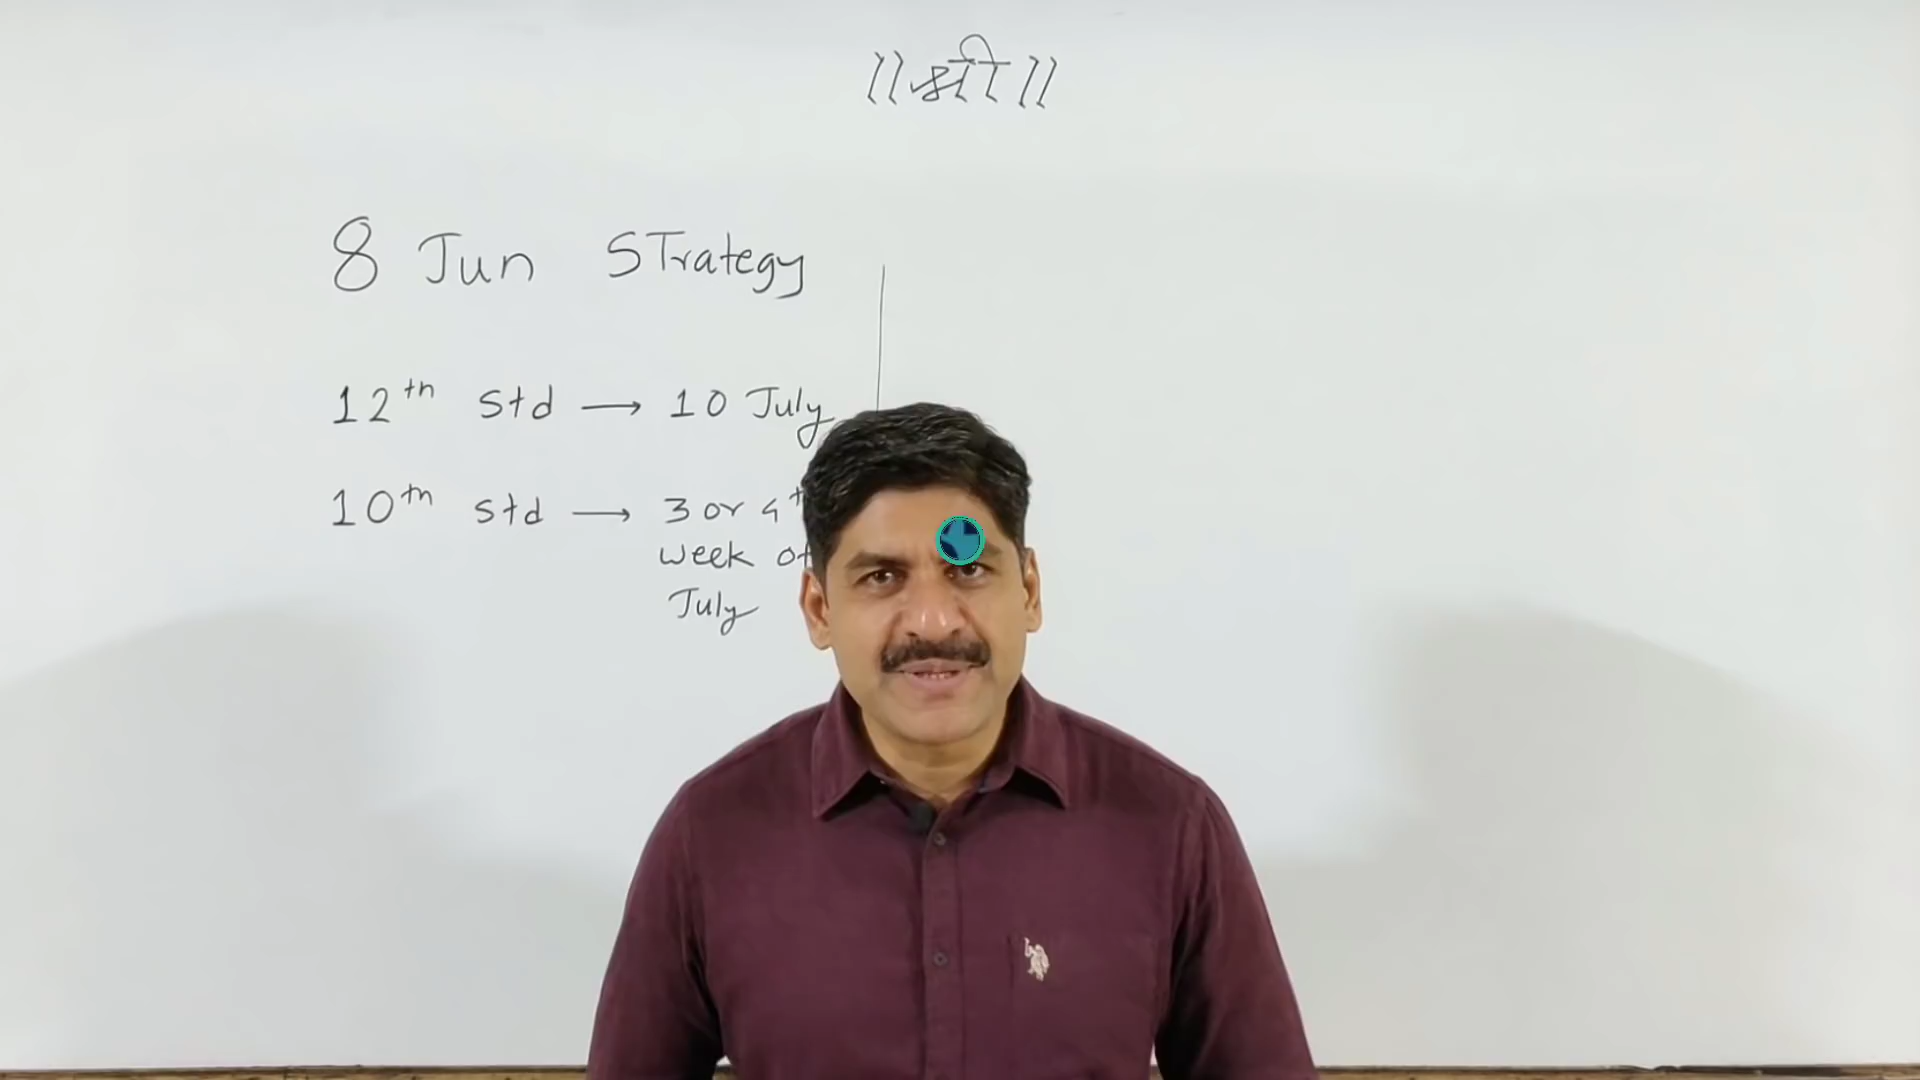 ॥ श्री ॥
8 Jun STrategy
12th std → 10 July
10th std → 3 or 4
week of
July